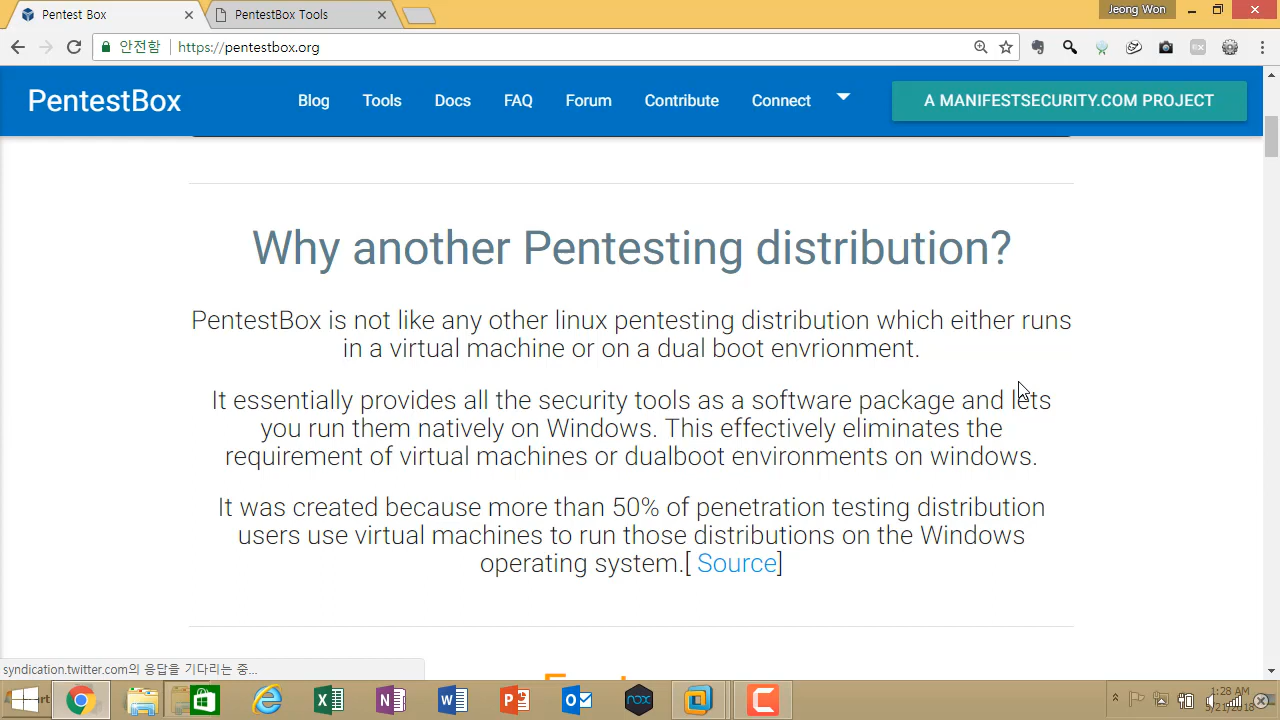 Pent​est Box
PentestBox Tools
Jeong Won
안전함
https://pentestbox.org
PentestBox
Blog
Tools
Docs
FAQ
Forum
Contribute
Connect
A MANIFESTSECURITY.COM PROJECT
Why another Pentesting distribution?
PentestBox is not like any other linux pentesting distribution which either runs
in a virtual machine or on a dual boot envrionment.
It essentially provides all the security tools as a software package and lets
you run them natively on Windows. This effectively eliminates the
requirement of virtual machines or dualboot environments on windows.
It was created because more than 50% of penetration testing distribution
users use virtual machines to run those distributions on the Windows
operating system.[ Source]
syndication.twitter.com의 응답을 기다리는 중...
nox
1:28 AM